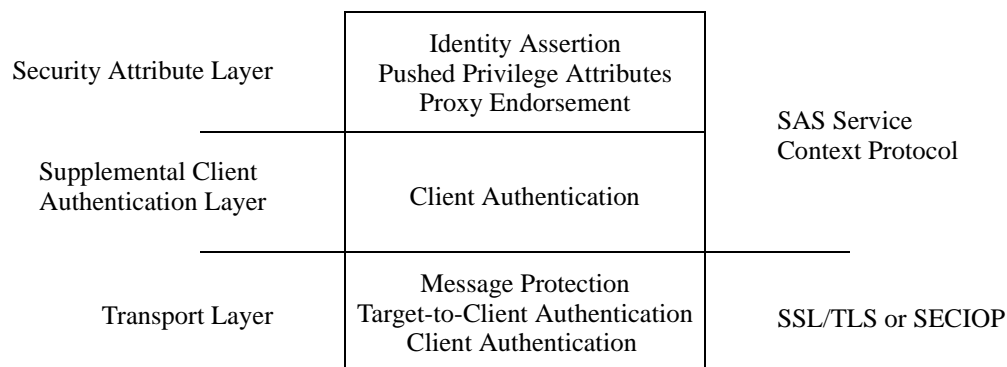 Security Attribute Layer
Identity Assertion
Pushed Privilege Attributes
Proxy Endorsement
SAS Service
Context Protocol
Supplemental Client
Authentication Layer
Client Authentication
Transport Layer
Message Protection
Target-to-Client Authentication
Client Authentication
SSL/TLS or SECIOP